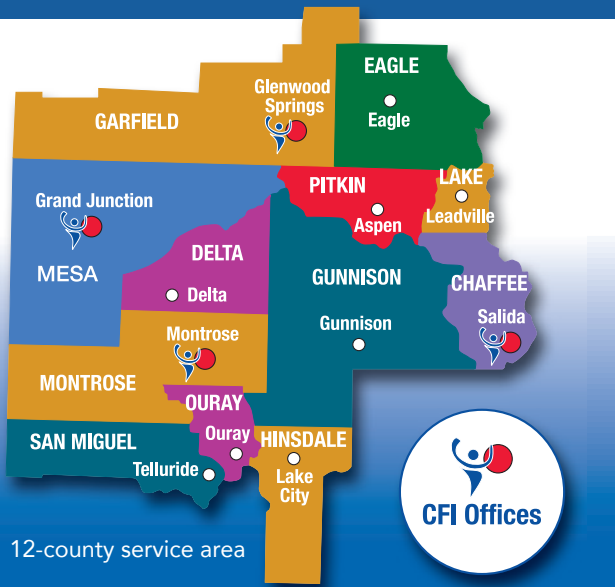 EAGLE
Glenwood
Springs
Eagle
GARFIELD
PITKIN
LAKE
Grand Junction
Aspen
Leadville
DELTA
MESA
GUNNISON
CHAFFEE
Delta
Salida
Montrose
Gunnison
MONTROSE
OURAY
Ouray
SAN MIGUEL
HINSDALE
Telluride
Lake
City
CFI Offices
12-county service area